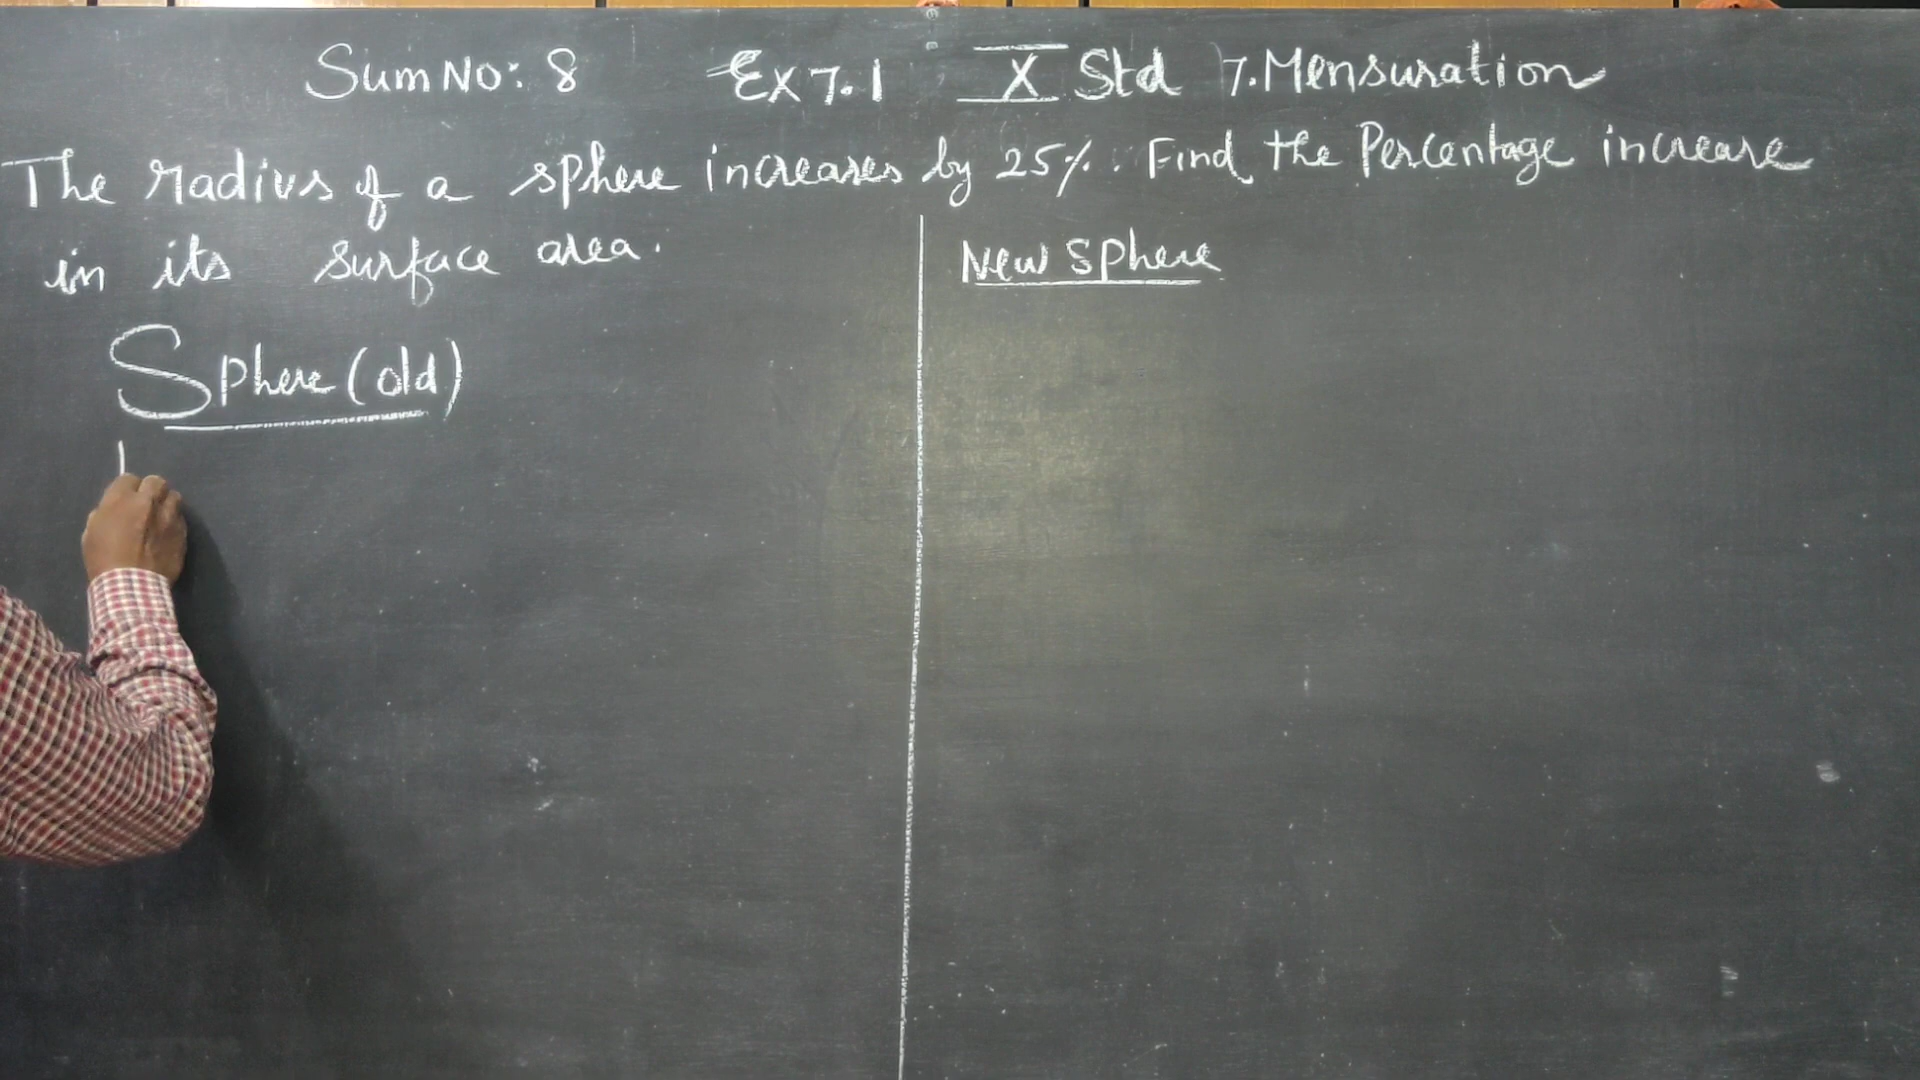 Sum No: 8 Ex 7.1 X Std 7. Mensuration
The radius of a sphere increases by 25%. Find the Percentage increase
in its surface area.
New Sphere
Sphere (old)